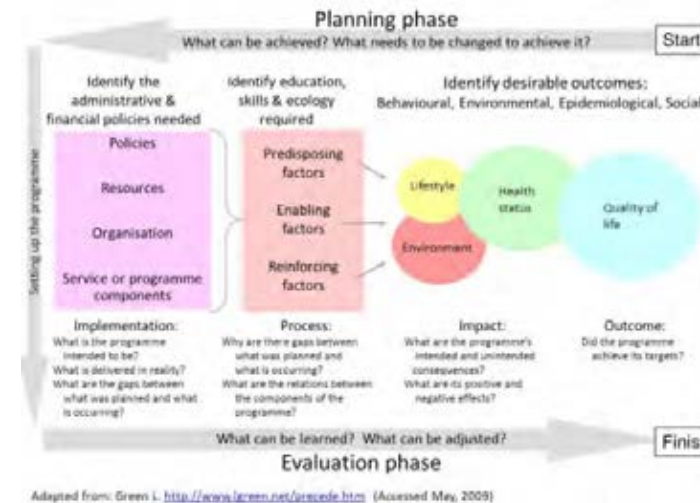 Planning phase
What can be achieved? What needs to be changed to achieve it?
Start
Identify the
administrative &
financial policies needed
Identify education,
skills & ecology
required
Identify desirable outcomes:
Behavioural, Environmental, Epidemiological, Social
Setting up the programme
Policies
Resources
Organisation
Service or programme
components
Predisposing
factors
Enabling
factors
Reinforcing
factors
Lifestyle
Environment
Health
status
Quality of
life
Implementation:
What is the programme
intended to be?
What is delivered in reality?
What are the gaps between
what was planned and what
is occurring?
Process:
Why are there gaps between
what was planned and
what is occurring?
What are the relations between
the components of the
programme?
Impact:
What are the programme's
intended and unintended
consequences?
What are its positive and
negative effects?
Outcome:
Did the programme
achieve its targets?
What can be learned? What can be adjusted?
Finis
Evaluation phase
Adapted from: Green L. http://www.lgreen.net/precede.htm (Accessed May, 2009)